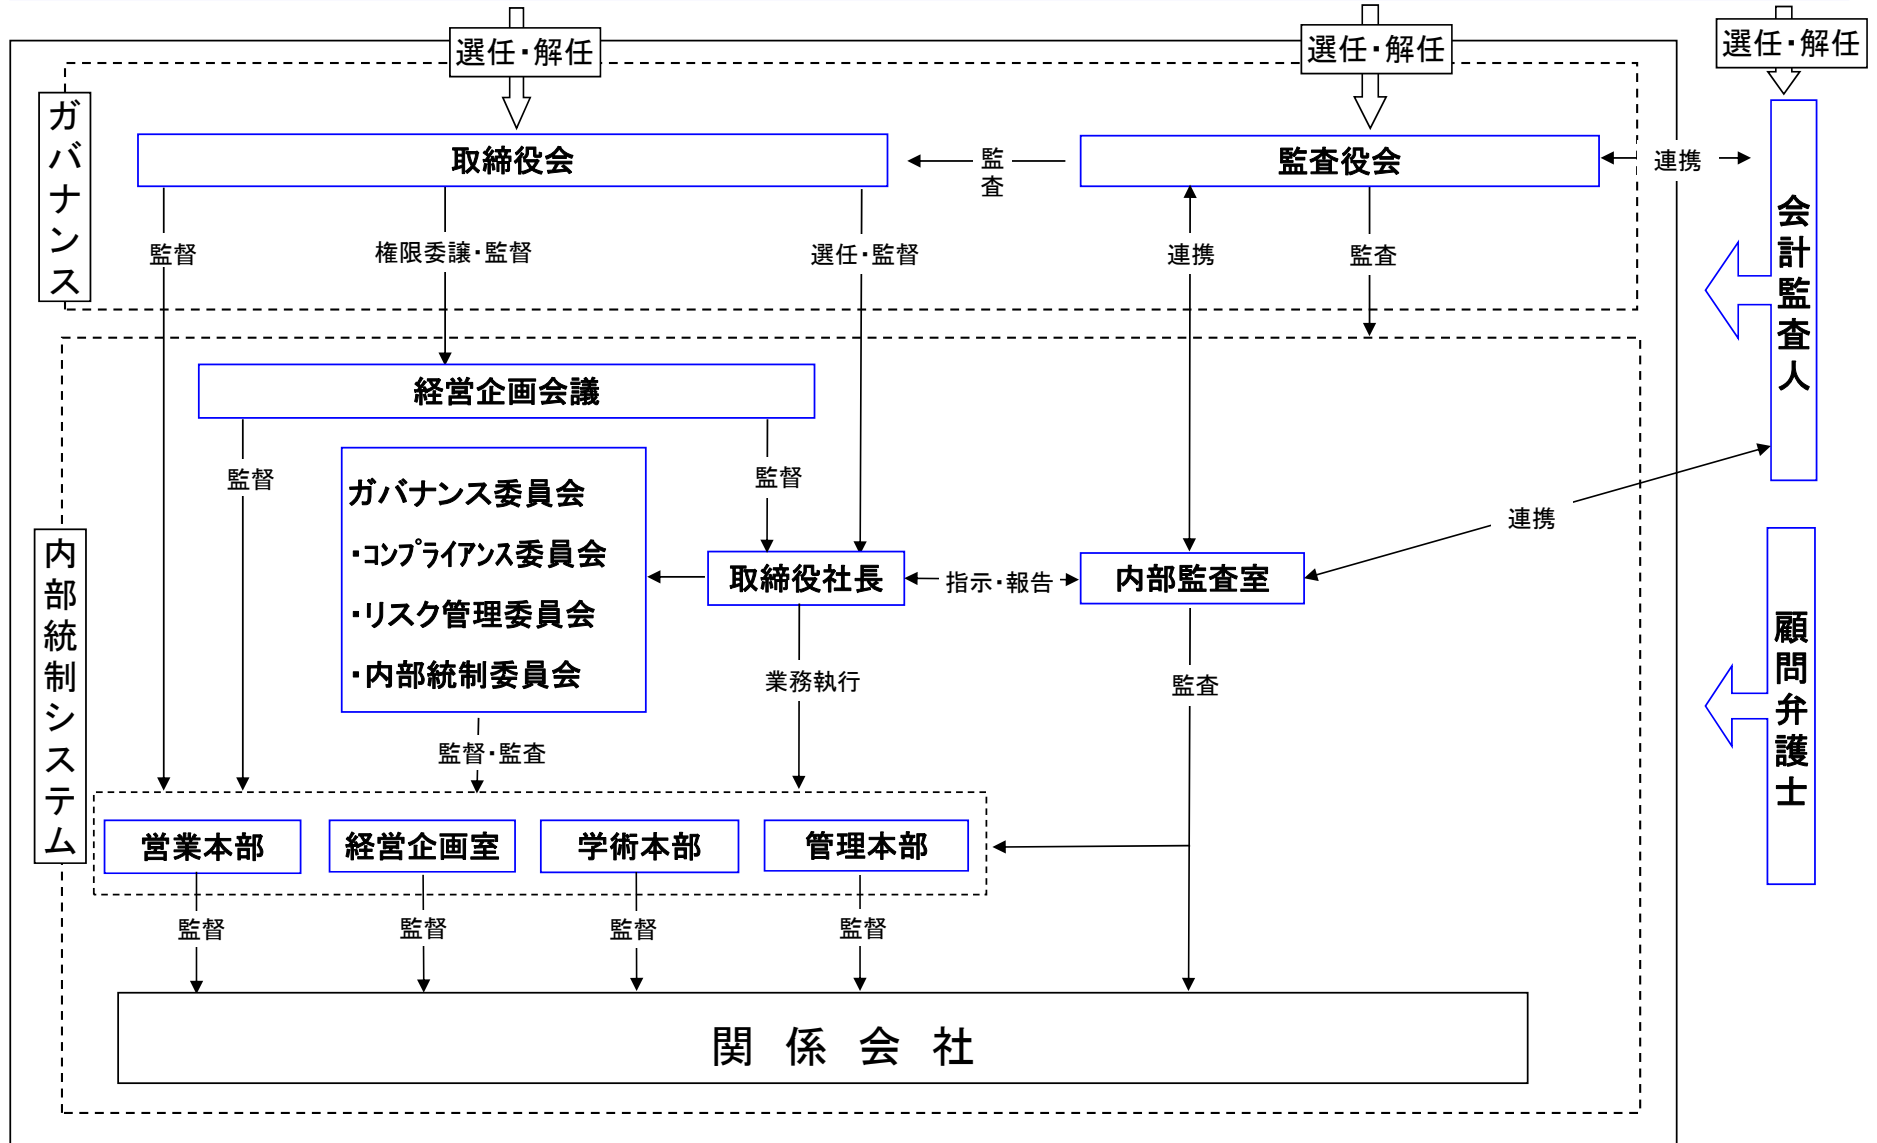 選任・解任
選任・解任
選任・解任
ガバナンス
取締役会
監査
監査役会
連携
会計監査人
監督
権限委譲・監督
選任・監督
連携
監査
経営企画会議
監督
監督
ガバナンス委員会
・コンプライアンス委員会
・リスク管理委員会
・内部統制委員会
取締役社長
指示・報告
内部監査室
連携
内部統制システム
業務執行
監査
顧問弁護士
監督・監査
営業本部
経営企画室
学術本部
管理本部
監督
監督
監督
監督
関係会社